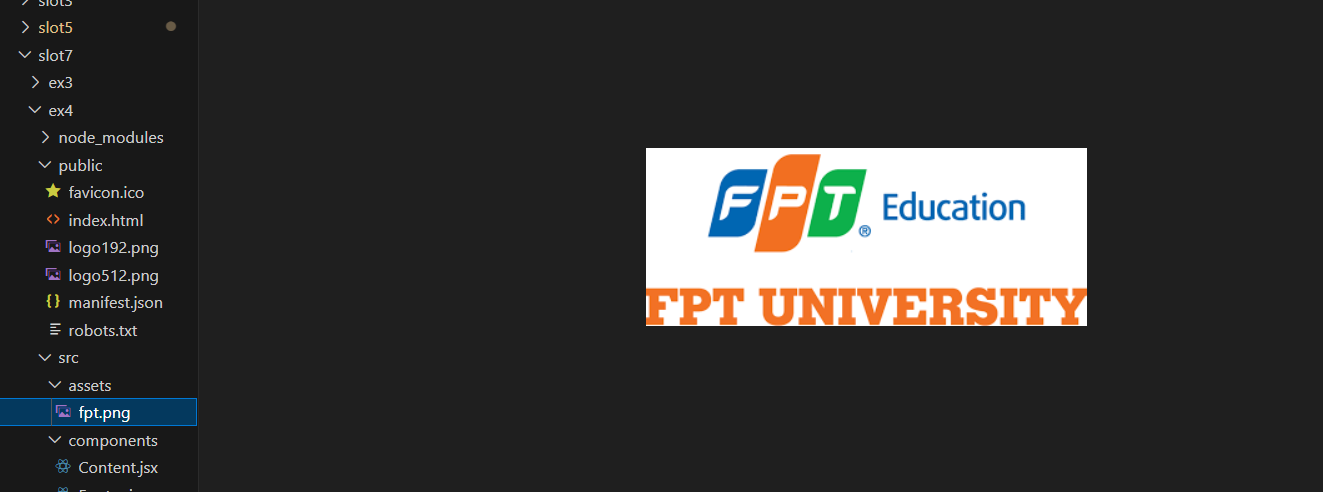 slot3
slot5
slot7
ex3
ex4
node_modules
public
favicon.ico
index.html
logo192.png
logo512.png
manifest.json
robots.txt
src
assets
fpt.png
components
Content.jsx
FPT® Education
FPT UNIVERSITY